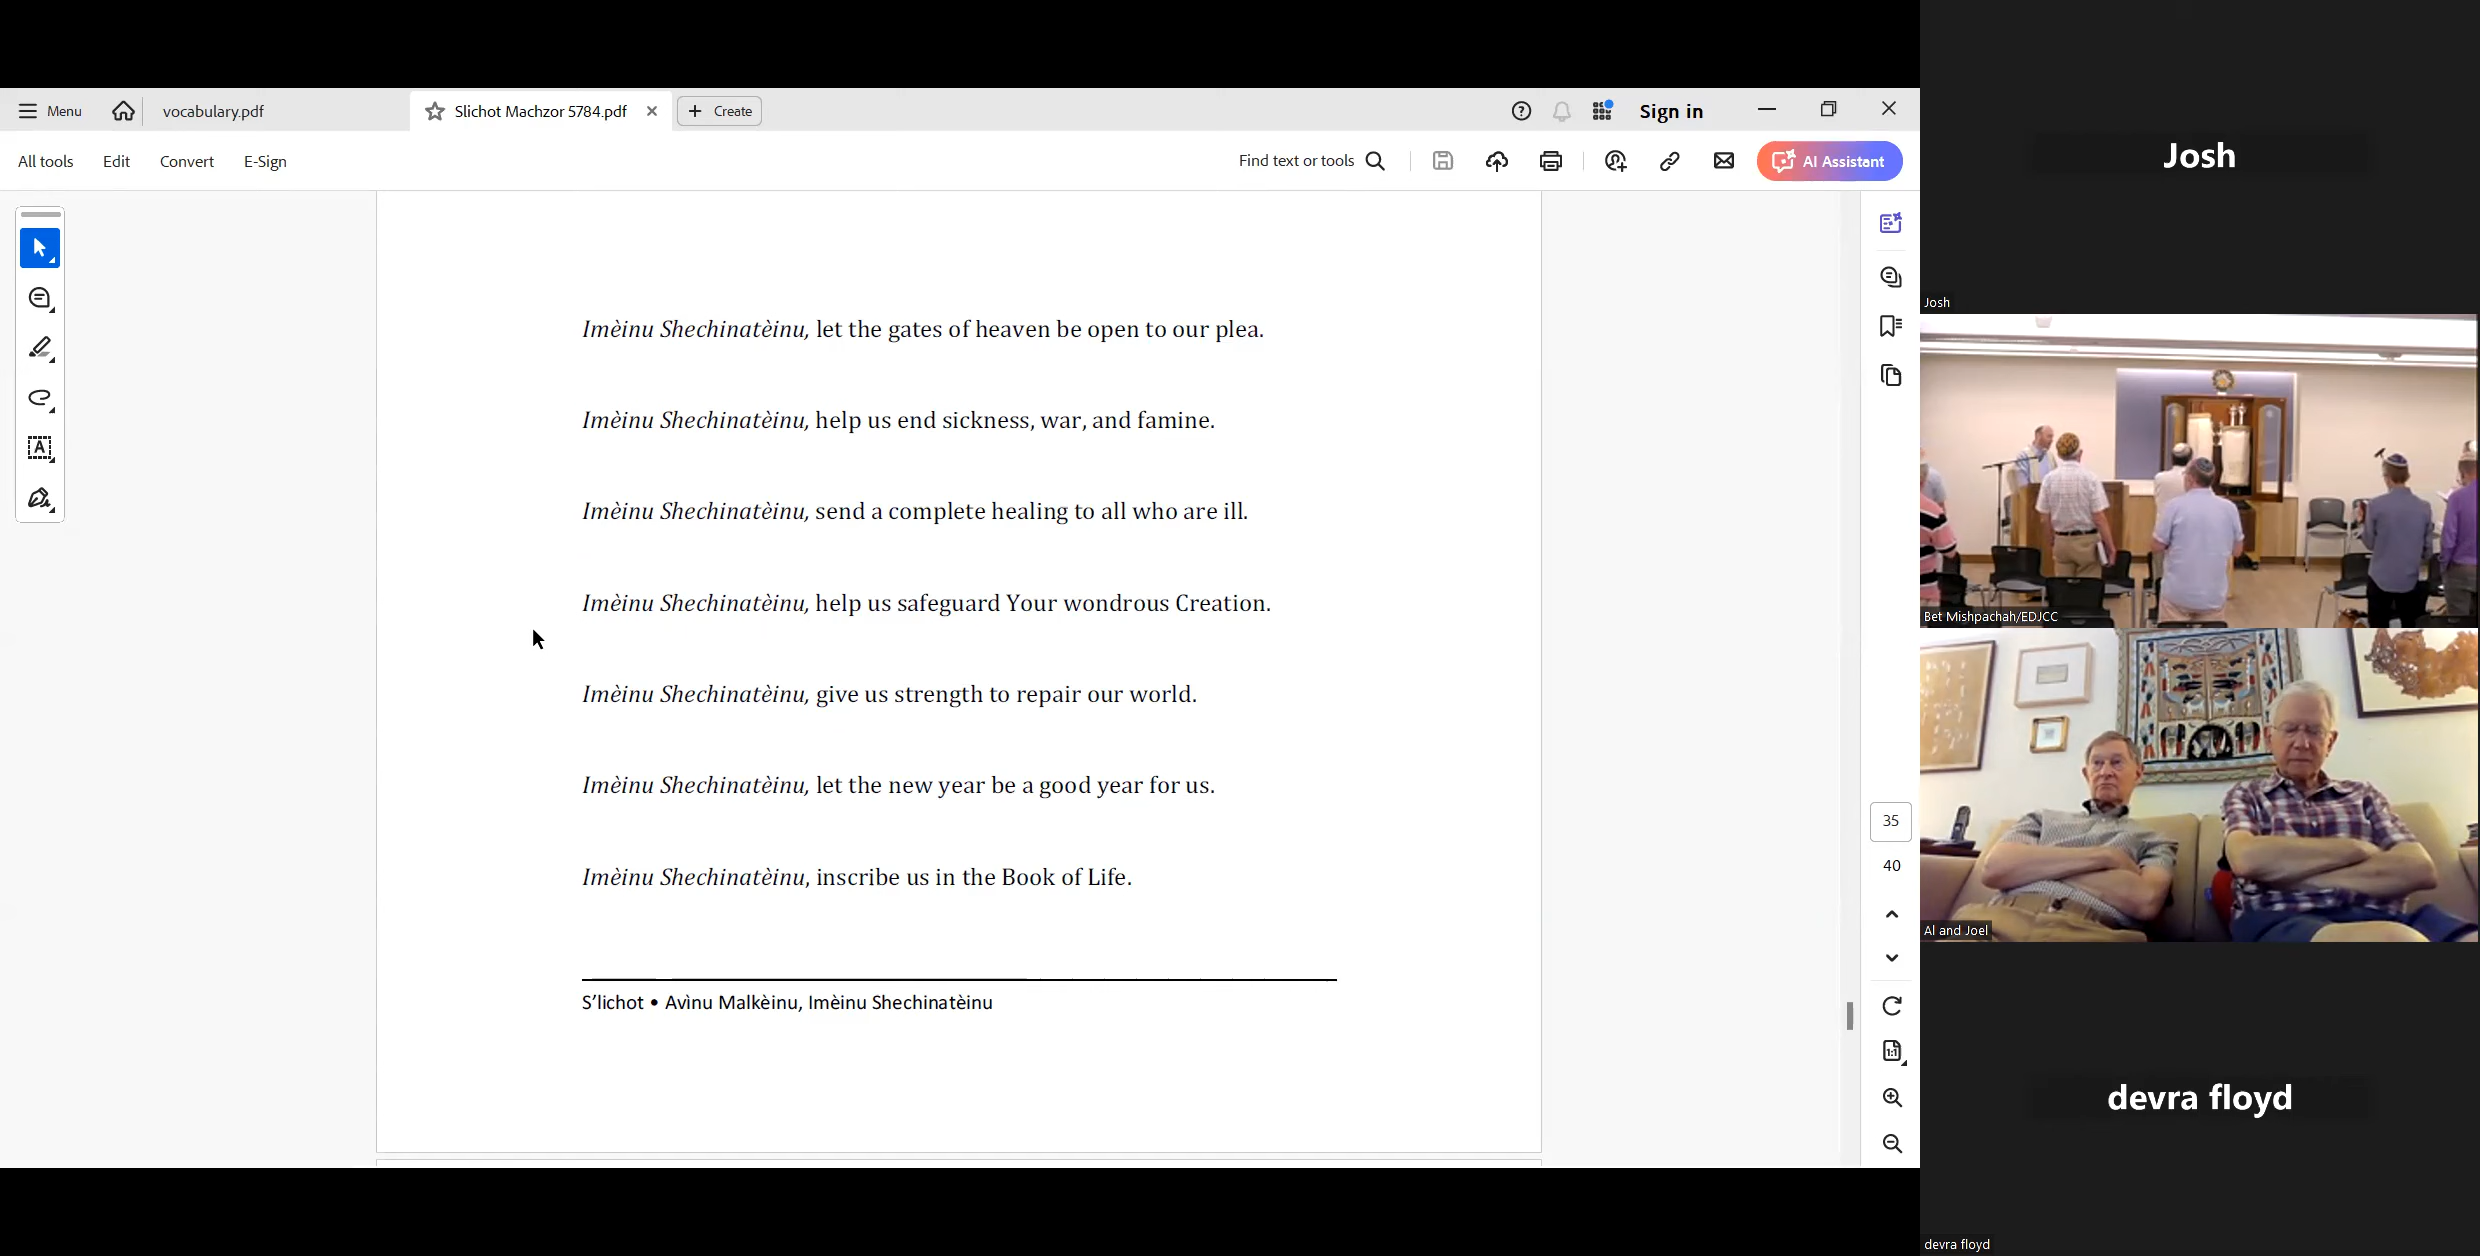 Menu
vocabulary.pdf
Slichot Machzor 5784.pdf
Create
Sign in
All tools
Edit
Convert
E-Sign
Find text or tools
AI Assistant
Imèinu Shechinatèinu, let the gates of heaven be open to our plea.
Imèinu Shechinatèinu, help us end sickness, war, and famine.
Imèinu Shechinatèinu, send a complete healing to all who are ill.
Imèinu Shechinatèinu, help us safeguard Your wondrous Creation.
Imèinu Shechinatèinu, give us strength to repair our world.
Imèinu Shechinatèinu, let the new year be a good year for us.
Imèinu Shechinatèinu, inscribe us in the Book of Life.
S’lichot • Avìnu Malkèinu, Imèinu Shechinatèinu
35
40
Josh
Josh
Bet Mishpachah/EDJCC
Al and Joel
devra floyd
devra floyd